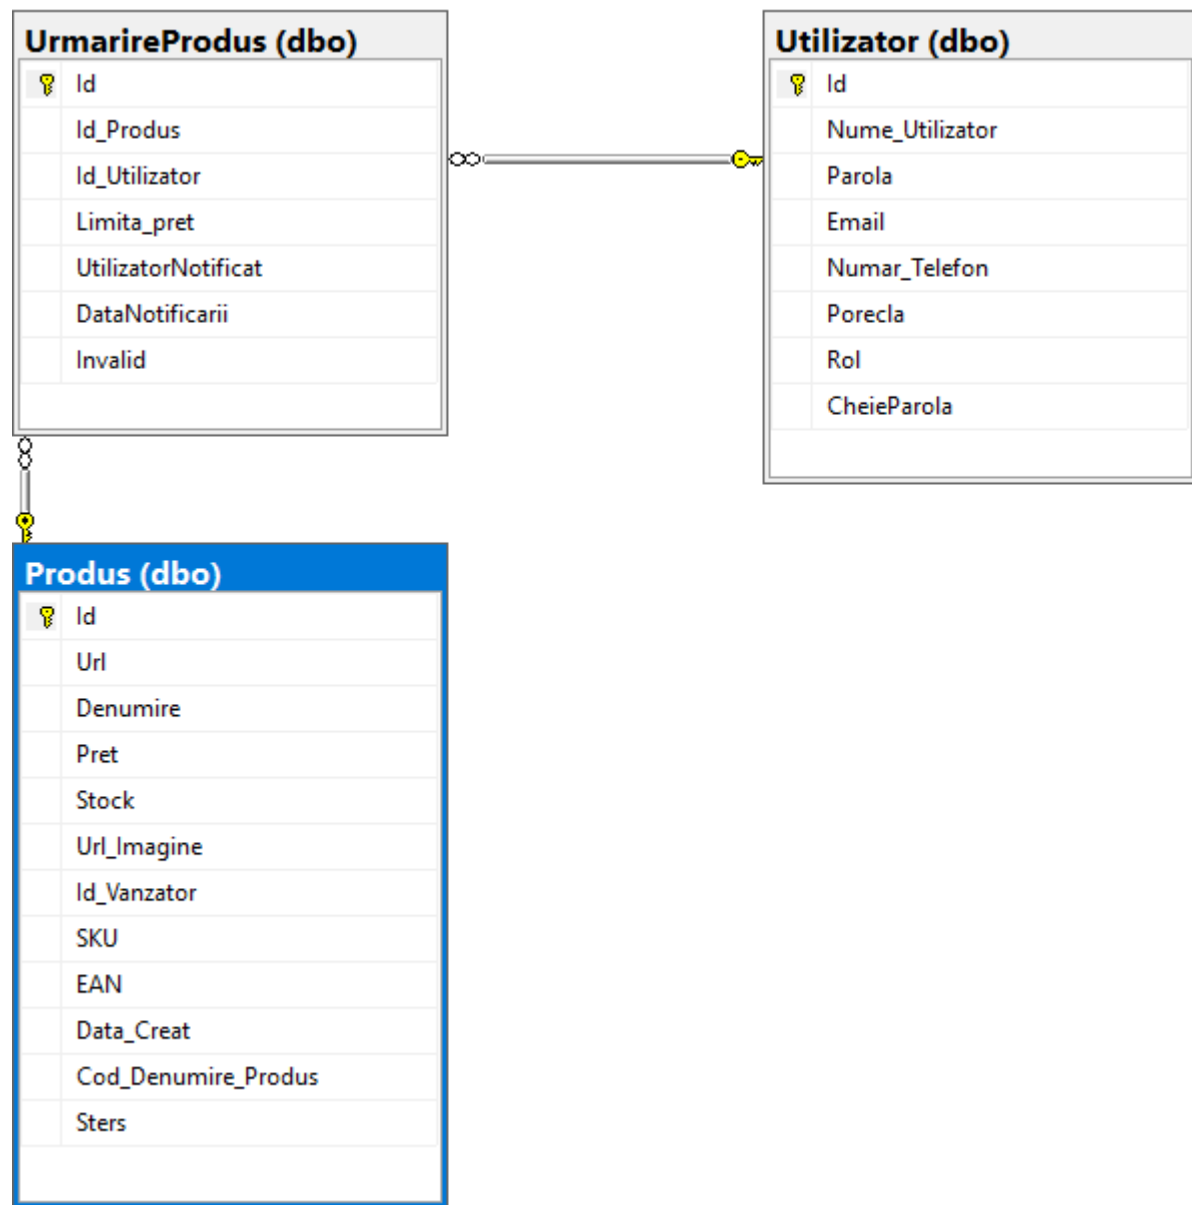 UrmarireProdus (dbo)
Id
Id_Produs
Id_Utilizator
Limita_pret
UtilizatorNotificat
DataNotificarii
Invalid
Utilizator (dbo)
Id
Nume_Utilizator
Parola
Email
Numar_Telefon
Porecla
Rol
CheieParola
Produs (dbo)
Id
Url
Denumire
Pret
Stock
Url_Imagine
Id_Vanzator
SKU
EAN
Data_Creat
Cod_Denumire_Produs
Sters